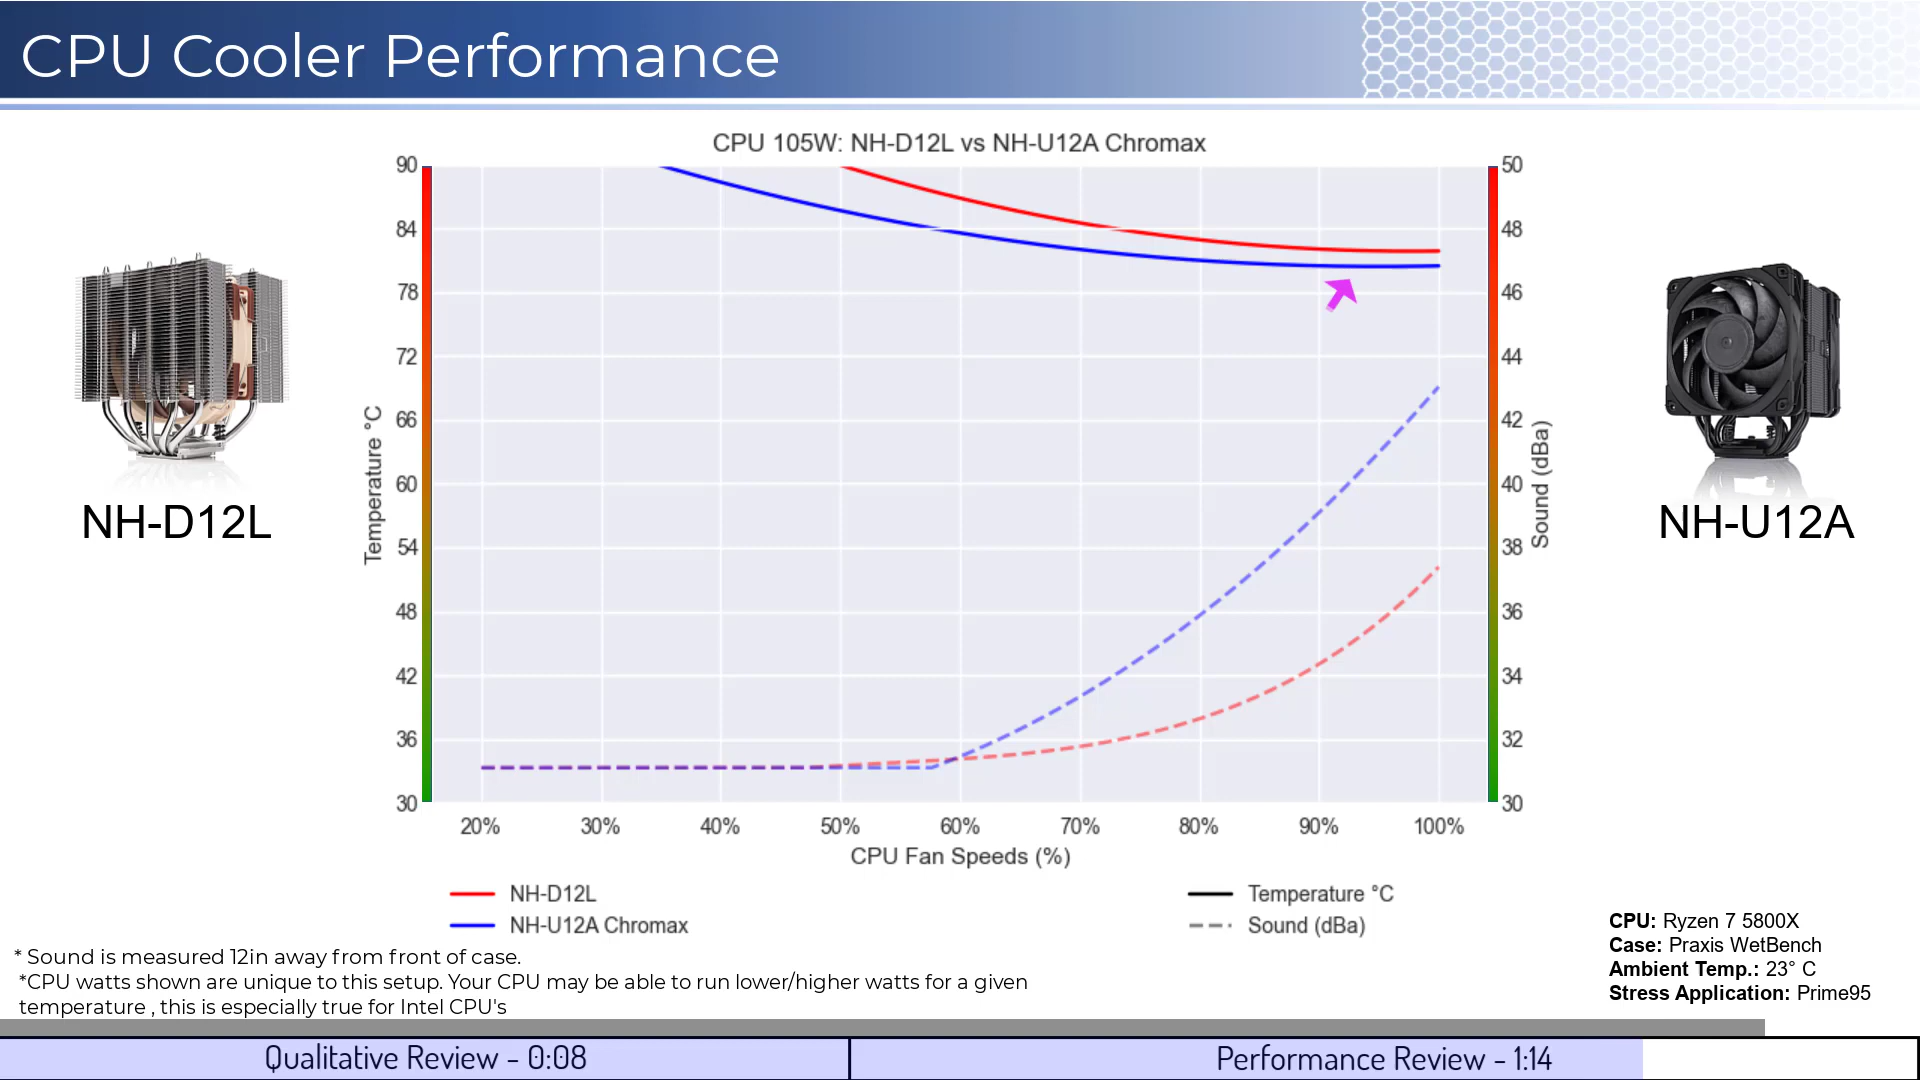 CPU Cooler Performance
CPU 105W: NH-D12L vs NH-U12A Chromax
90
84
78
72
66
60
54
48
42
36
30
Temperature °C
50
48
46
44
42
40
38
36
34
32
30
Sound (dBa)
20% 30% 40% 50% 60% 70% 80% 90% 100%
CPU Fan Speeds (%)
NH-D12L
NH-U12A
NH-D12L
NH-U12A Chromax
Temperature °C
Sound (dBa)
CPU: Ryzen 7 5800X
Case: Praxis WetBench
Ambient Temp.: 23° C
Stress Application: Prime95
* Sound is measured 12in away from front of case.
*CPU watts shown are unique to this setup. Your CPU may be able to run lower/higher watts for a given
temperature , this is especially true for Intel CPU's
Qualitative Review - 0:08
Performance Review - 1:14